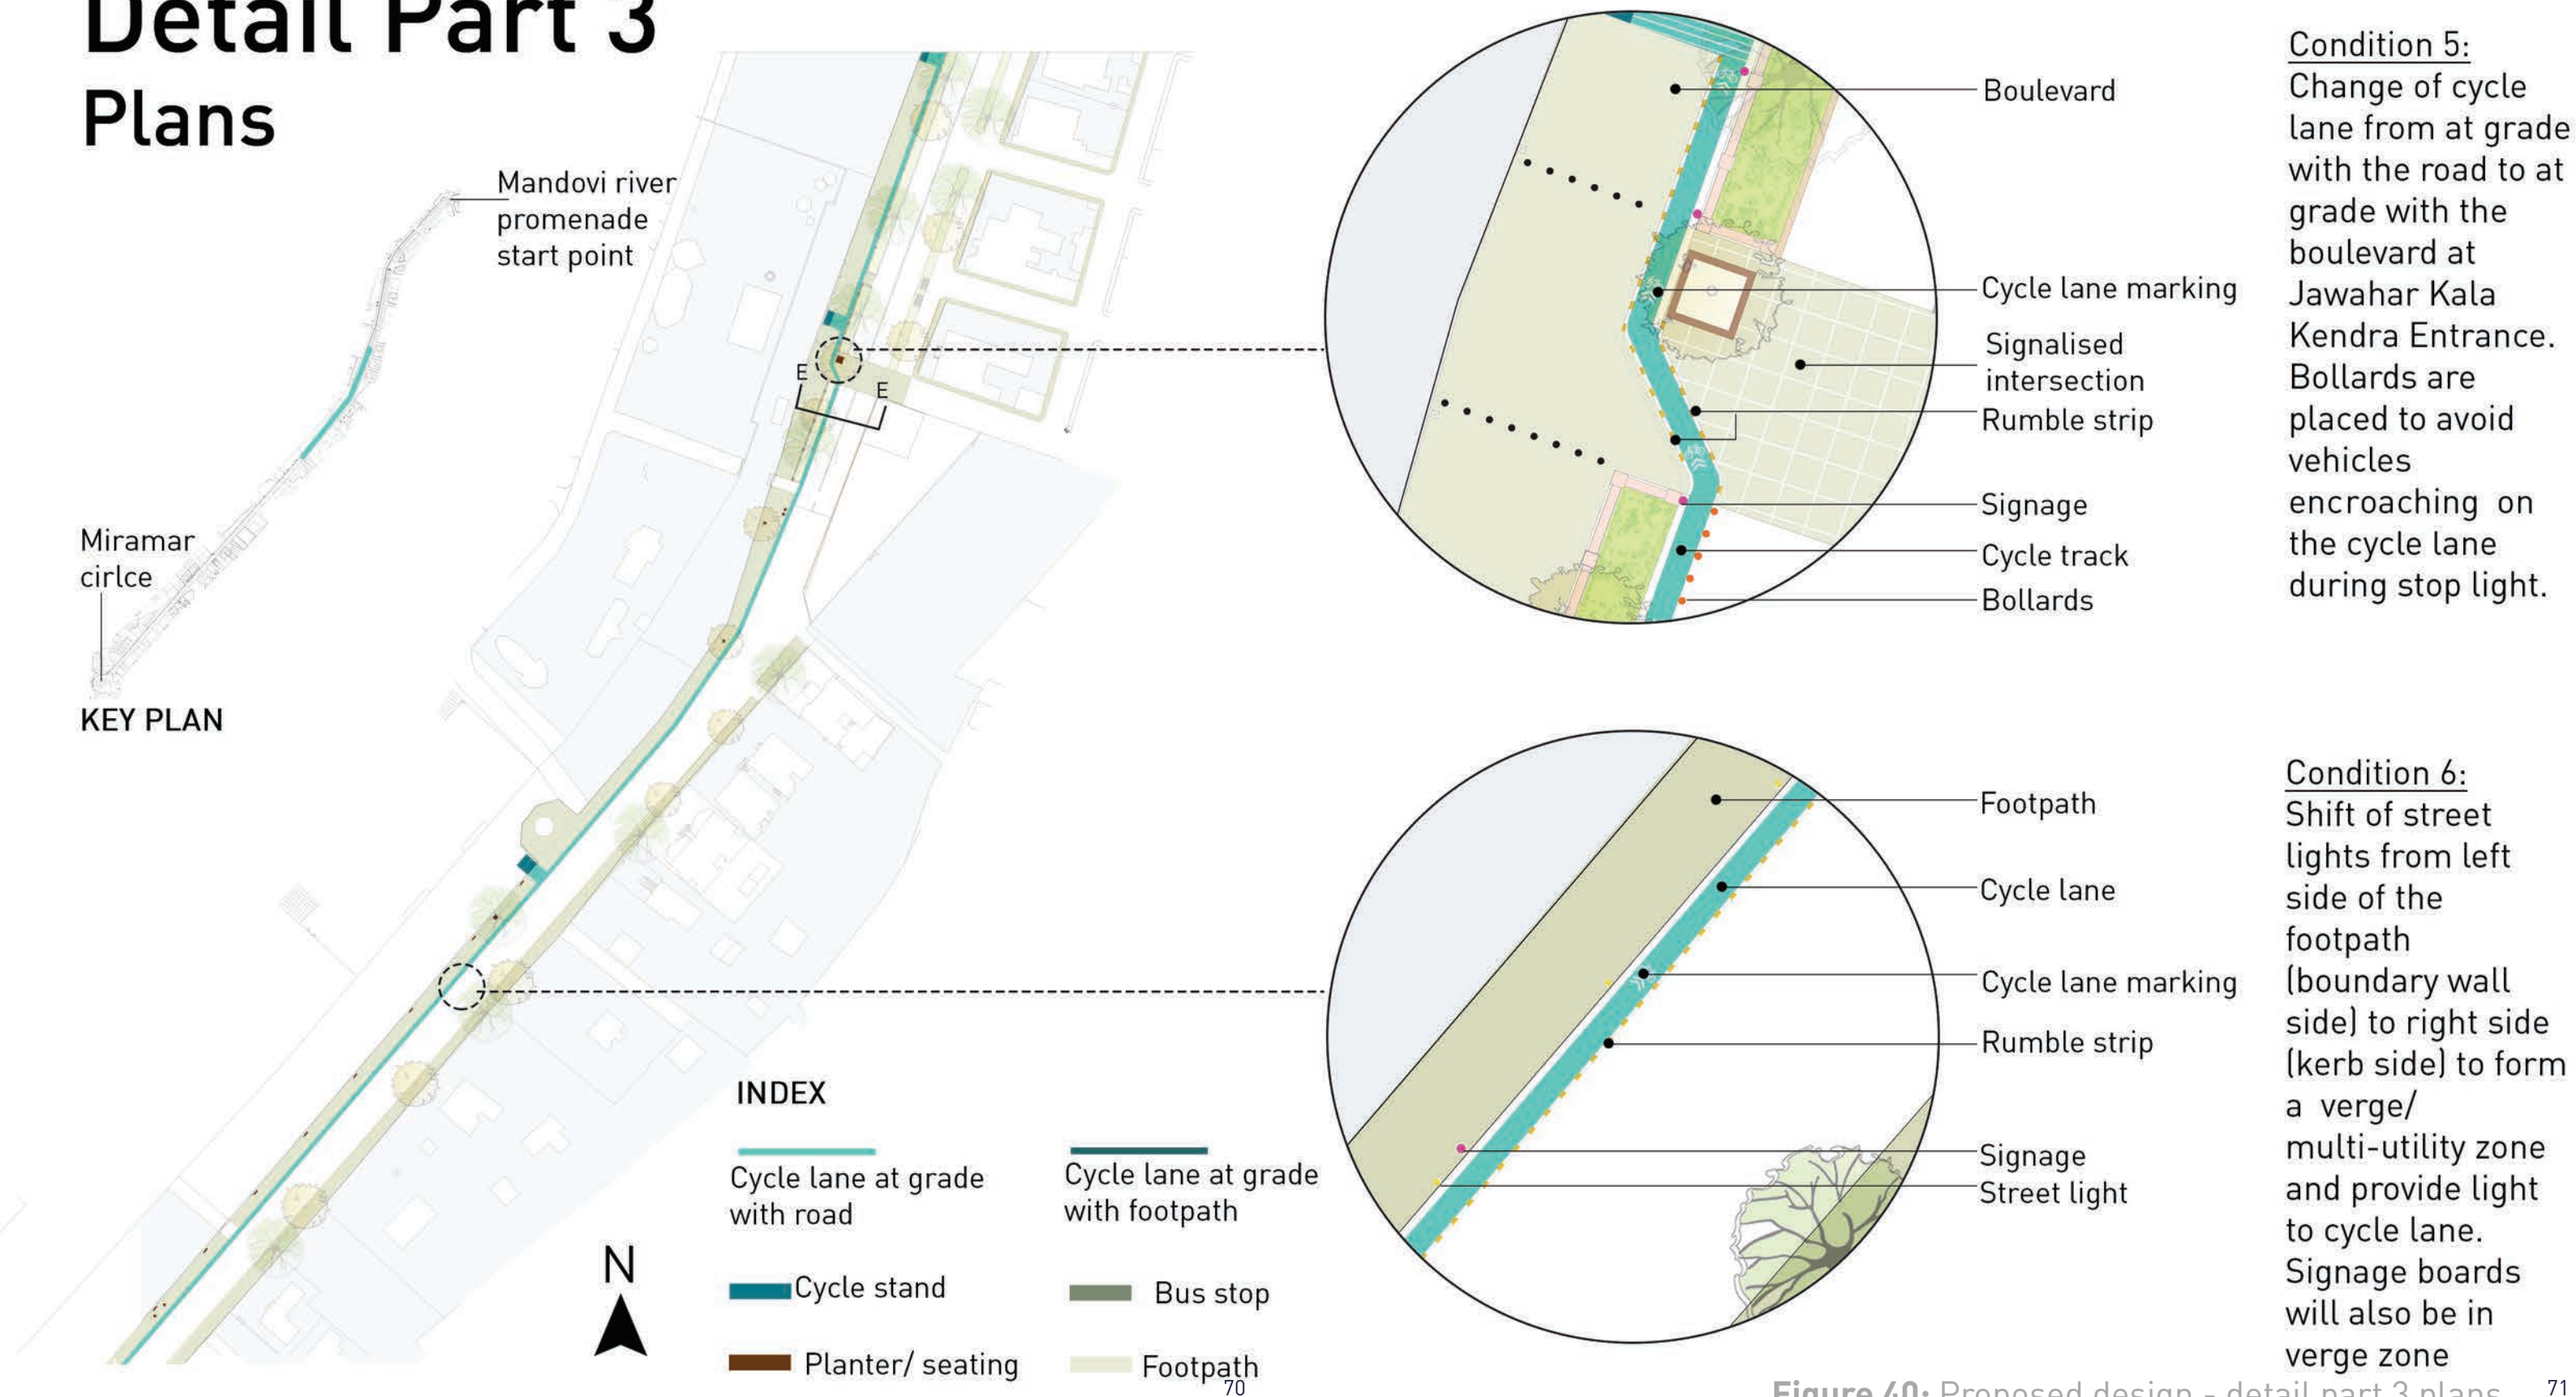 Detail Part 3
Plans
Mandovi river
promenade
start point
Miramar
cirlce
KEY PLAN
E
E
INDEX
Cycle lane at grade
with road
Cycle lane at grade
with footpath
N
Cycle stand
Bus stop
Planter/ seating
Footpath
Boulevard
Cycle lane marking
Signalised
intersection
Rumble strip
Signage
Cycle track
Bollards
Condition 5:
Change of cycle
lane from at grade
with the road to at
grade with the
boulevard at
Jawahar Kala
Kendra Entrance.
Bollards are
placed to avoid
vehicles
encroaching on
the cycle lane
during stop light.
Footpath
Cycle lane
Cycle lane marking
Rumble strip
Signage
Street light
Condition 6:
Shift of street
lights from left
side of the
footpath
(boundary wall
side) to right side
(kerb side) to form
a verge/
multi-utility zone
and provide light
to cycle lane.
Signage boards
will also be in
verge zone
70
Figure 40: Proposed design - detail part 3 plans
71